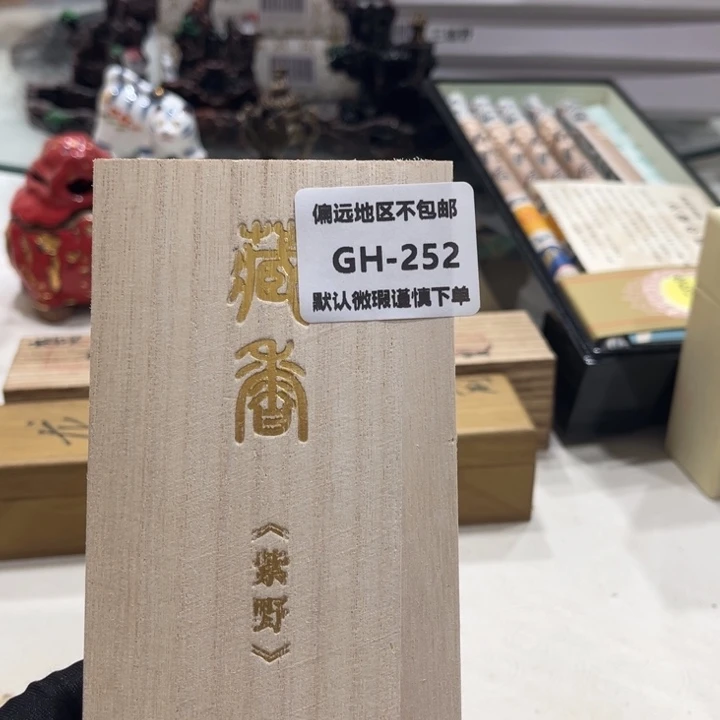 藏
香
《紫野》
偏远地区不包邮
GH-252
默认微瑕谨慎下单